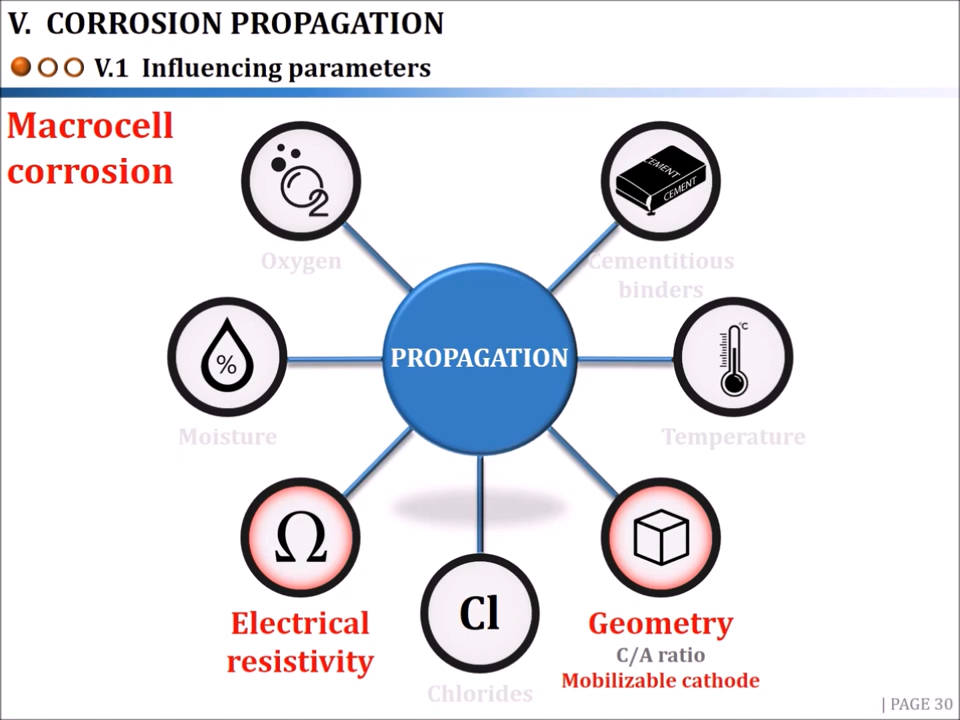 V. CORROSION PROPAGATION
V.1 Influencing parameters
Macrocell
corrosion
O2
CEMENT
CEMENT
Oxygen
Cementitious
binders
%
PROPAGATION
°C
Moisture
Temperature
Ω
Cl
Electrical
resistivity
Geometry
C/A ratio
Mobilizable cathode
Chlorides
| PAGE 30